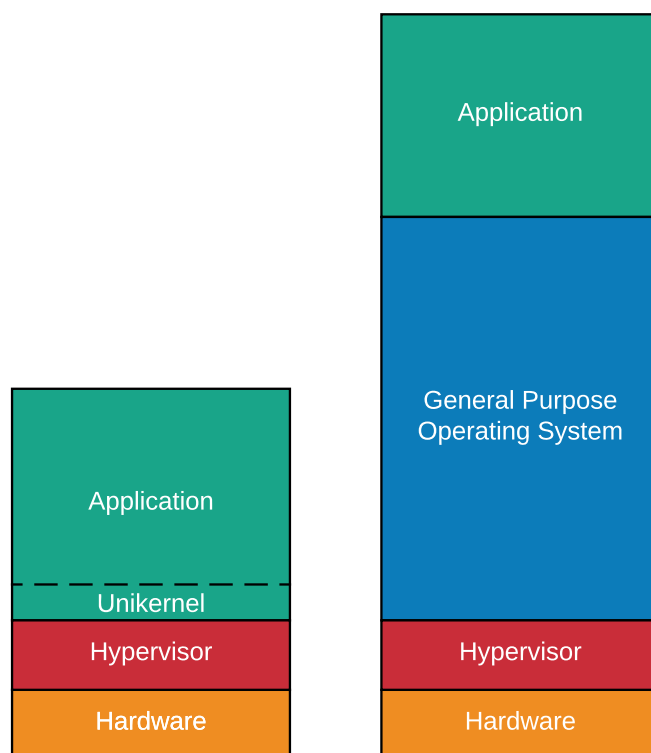 Application
Unikernel
Hypervisor
Hardware
Application
General Purpose
Operating System
Hypervisor
Hardware